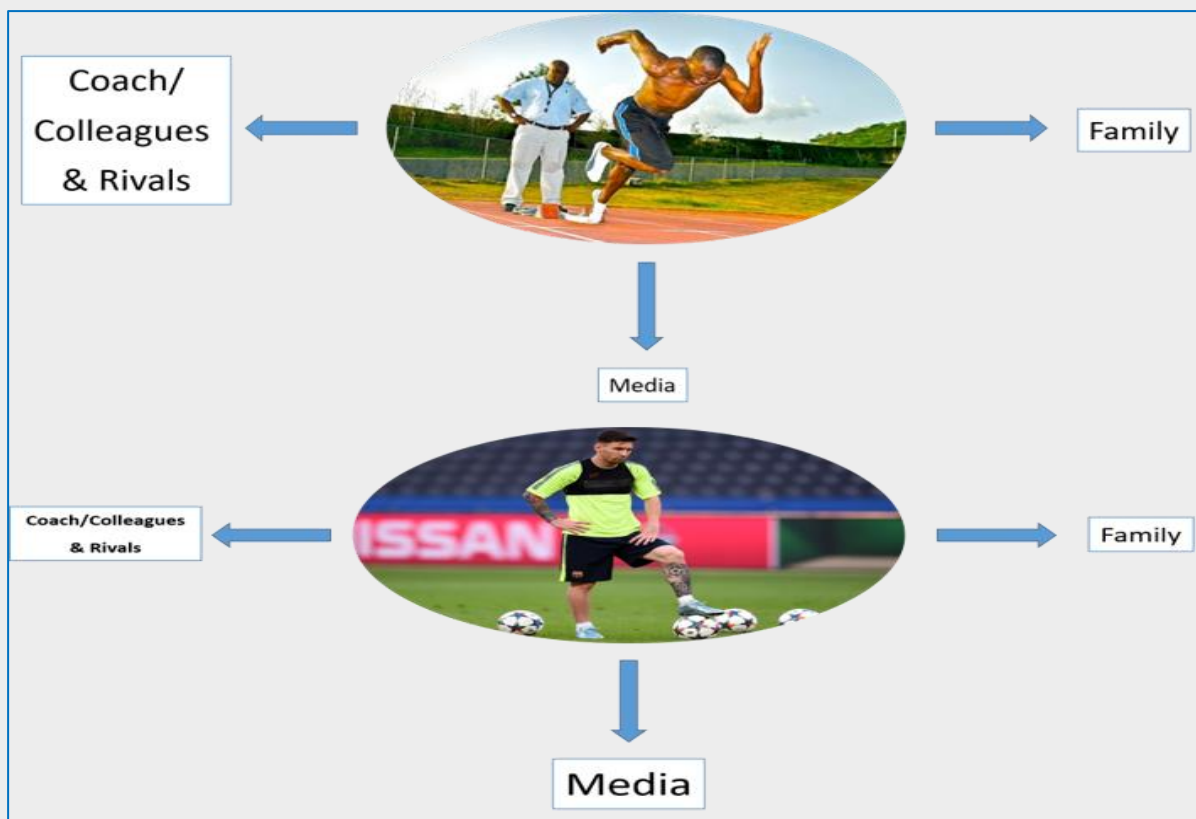 Coach/
Colleagues
& Rivals
Family
Media
Coach/Colleagues
& Rivals
ISSAN
Family
Media